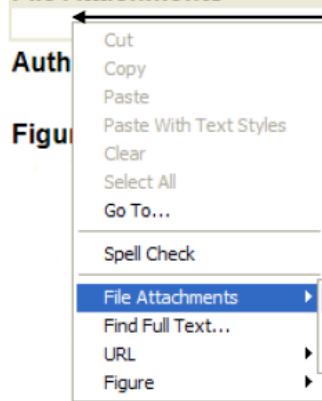 Auth
Cut
Copy
Paste
Figu
Paste With Text Styles
Clear
Select All
Go To...
Spell Check
File Attachments
Find Full Text...
URL
Figure